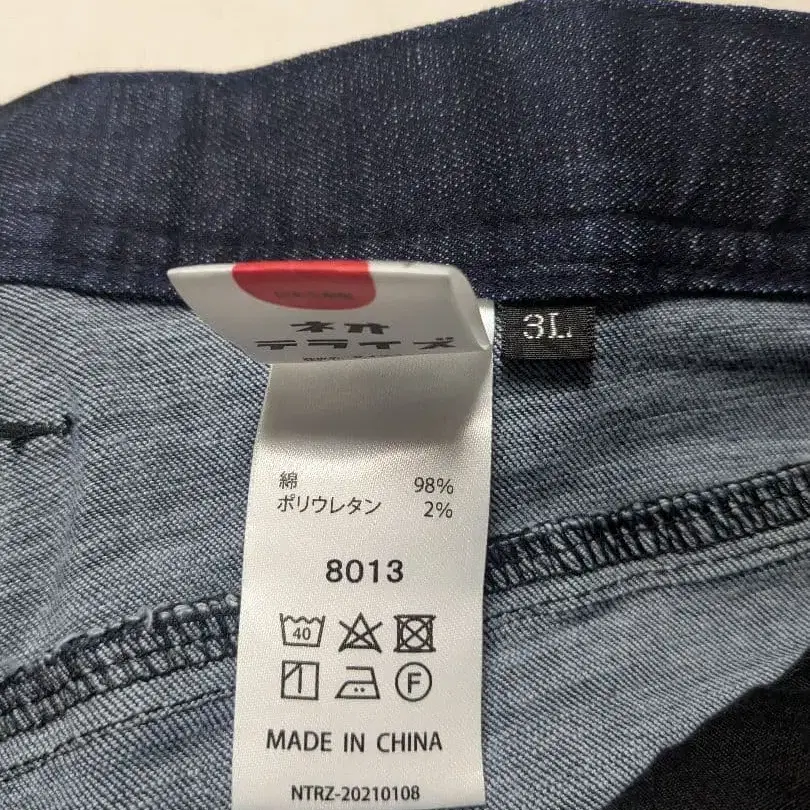 ネオ
テライズ
3L
綿 98%
ポリウレタン 2%
8013
40
F
MADE IN CHINA
NTRZ-20210108